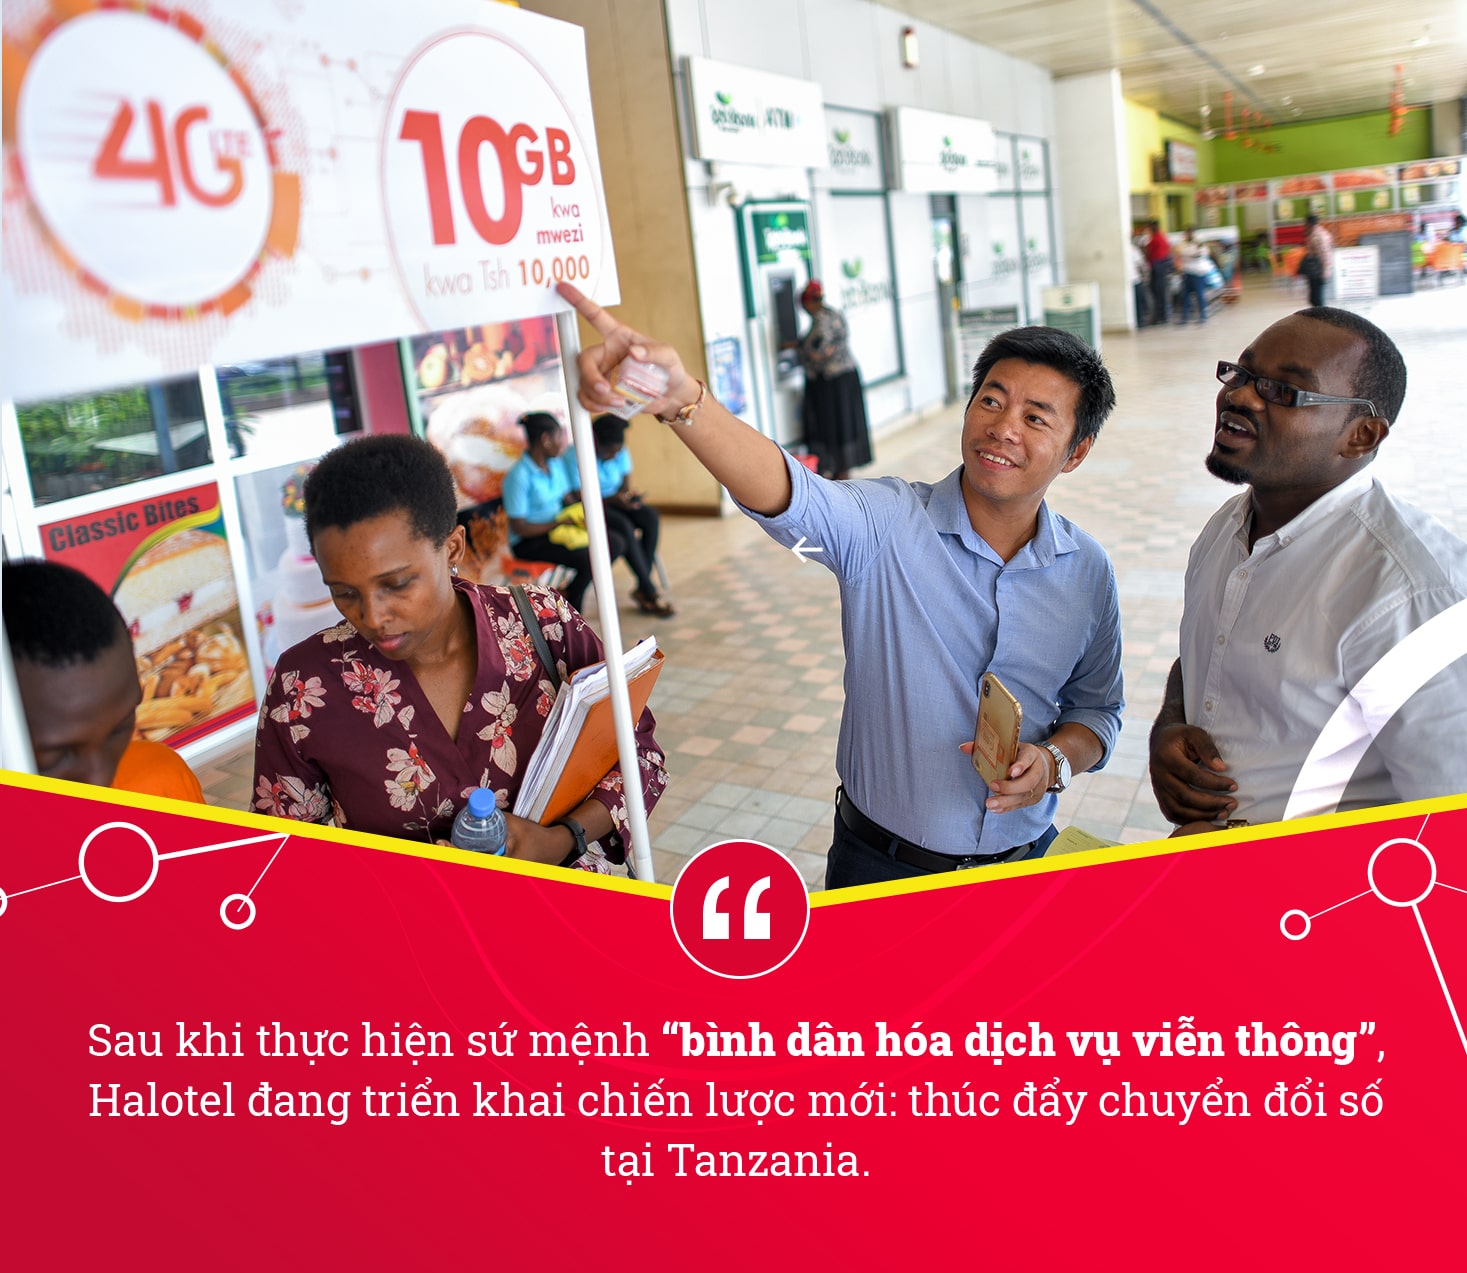 4G LTE
10GB
kwa
mwezi
kwa Tsh 10,000
Classic Bites
Sau khi thực hiện sứ mệnh “bình dân hóa dịch vụ viễn thông”,
Halotel đang triển khai chiến lược mới: thúc đẩy chuyển đổi số
tại Tanzania.